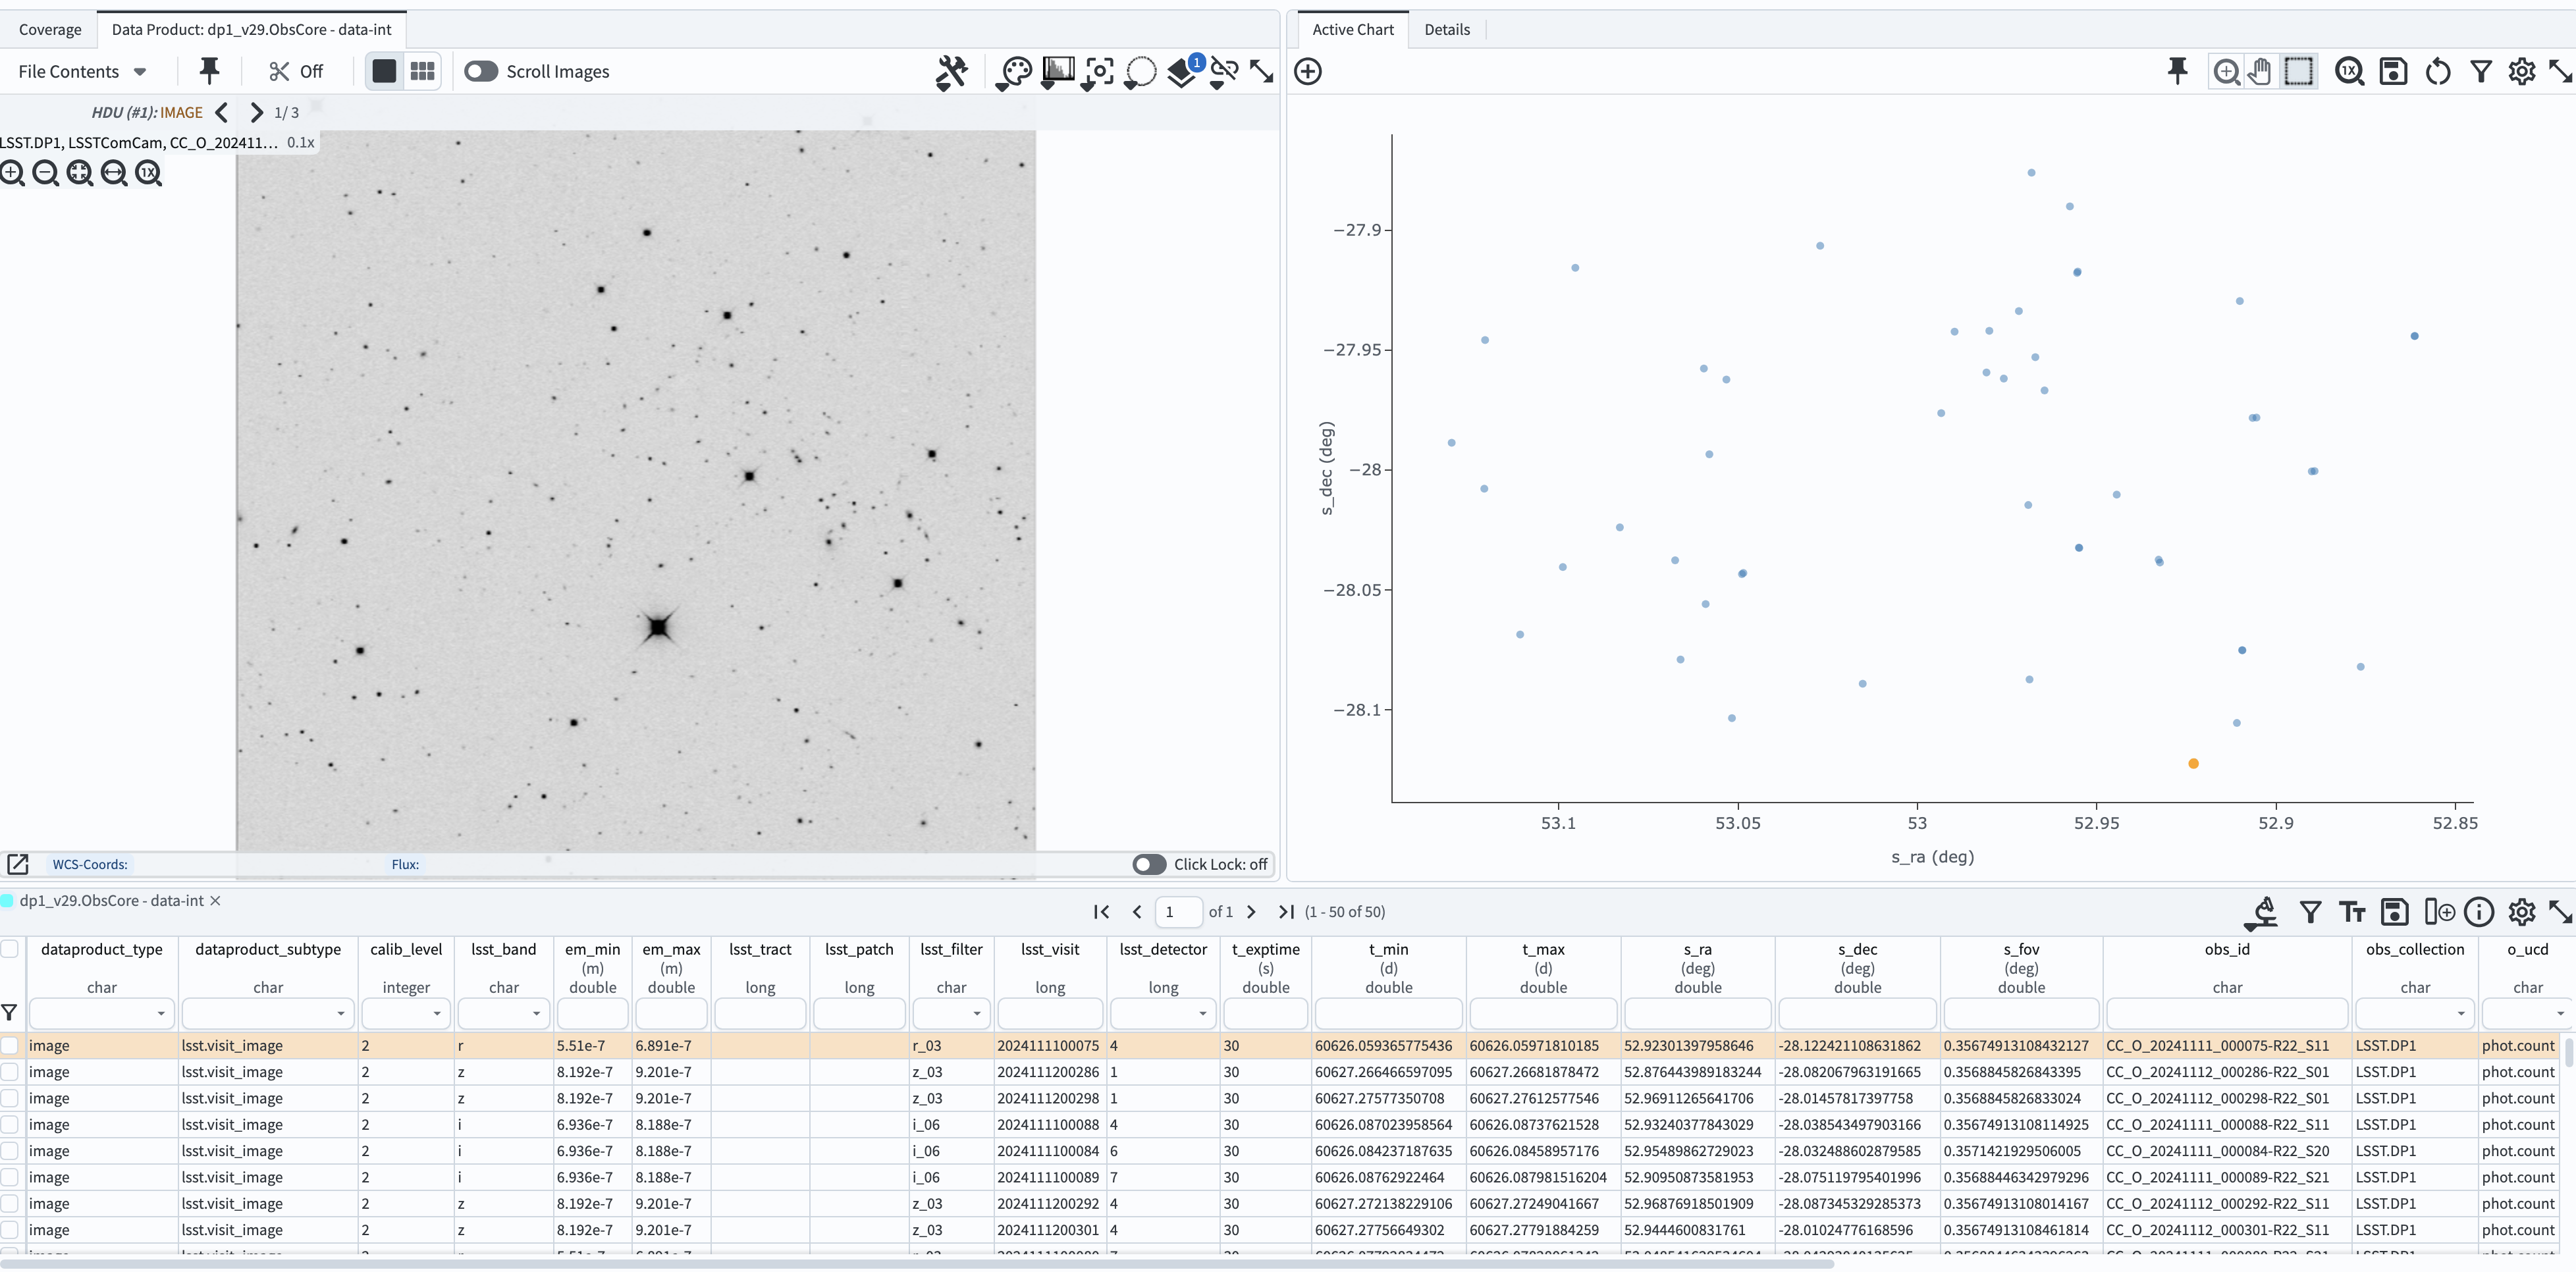 Coverage
Data Product: dp1_v29.ObsCore - data-int
File Contents
Off
Scroll Images
1
HDU (#1): IMAGE
1/ 3
LSST.DP1, LSSTComCam, CC_O_202411... 0.1x
1X
WCS-Coords:
Flux:
Click Lock: off
Active Chart
Details
1X
−27.9
−27.95
−28
−28.05
−28.1
s_dec (deg)
53.1 53.05 53 52.95 52.9 52.85
s_ra (deg)
dp1_v29.ObsCore - data-int ×
1 of 1 (1 - 50 of 50)
dataproduct_type dataproduct_subtype calib_level lsst_band em_min em_max lsst_tract lsst_patch lsst_filter lsst_visit lsst_detector t_exptime t_min t_max s_ra s_dec s_fov obs_id obs_collection o_ucd
(m) (m) (s) (d) (d) (deg) (deg) (deg)
char char integer char double double long long char long long double double double double double double char char char
image lsst.visit_image 2 r 5.51e-7 6.891e-7 r_03 2024111100075 4 30 60626.059365775436 60626.05971810185 52.92301397958646 -28.122421108631862 0.35674913108432127 CC_O_20241111_000075-R22_S11 LSST.DP1 phot.count
image lsst.visit_image 2 z 8.192e-7 9.201e-7 z_03 2024111200286 1 30 60627.266466597095 60627.26681878472 52.876443989183244 -28.082067963191665 0.3568845826843395 CC_O_20241112_000286-R22_S01 LSST.DP1 phot.count
image lsst.visit_image 2 z 8.192e-7 9.201e-7 z_03 2024111200298 1 30 60627.27577350708 60627.27612577546 52.96911265641706 -28.01457817397758 0.3568845826833024 CC_O_20241112_000298-R22_S01 LSST.DP1 phot.count
image lsst.visit_image 2 i 6.936e-7 8.188e-7 i_06 2024111100088 4 30 60626.087023958564 60626.08737621528 52.93240377843029 -28.038543497903166 0.35674913108114925 CC_O_20241111_000088-R22_S11 LSST.DP1 phot.count
image lsst.visit_image 2 i 6.936e-7 8.188e-7 i_06 2024111100084 6 30 60626.084237187635 60626.08458957176 52.95489862729023 -28.032488602879585 0.3571421929506005 CC_O_20241111_000084-R22_S20 LSST.DP1 phot.count
image lsst.visit_image 2 i 6.936e-7 8.188e-7 i_06 2024111100089 7 30 60626.08762922464 60626.087981516204 52.90950873581953 -28.075119795401996 0.35688446342979296 CC_O_20241111_000089-R22_S21 LSST.DP1 phot.count
image lsst.visit_image 2 z 8.192e-7 9.201e-7 z_03 2024111200292 4 30 60627.272138229106 60627.27249041667 52.96876918501909 -28.087345329285373 0.35674913108014167 CC_O_20241112_000292-R22_S11 LSST.DP1 phot.count
image lsst.visit_image 2 z 8.192e-7 9.201e-7 z_03 2024111200301 4 30 60627.27756649302 60627.27791884259 52.9444600831761 -28.01024776168596 0.35674913108461814 CC_O_20241112_000301-R22_S11 LSST.DP1 phot.count